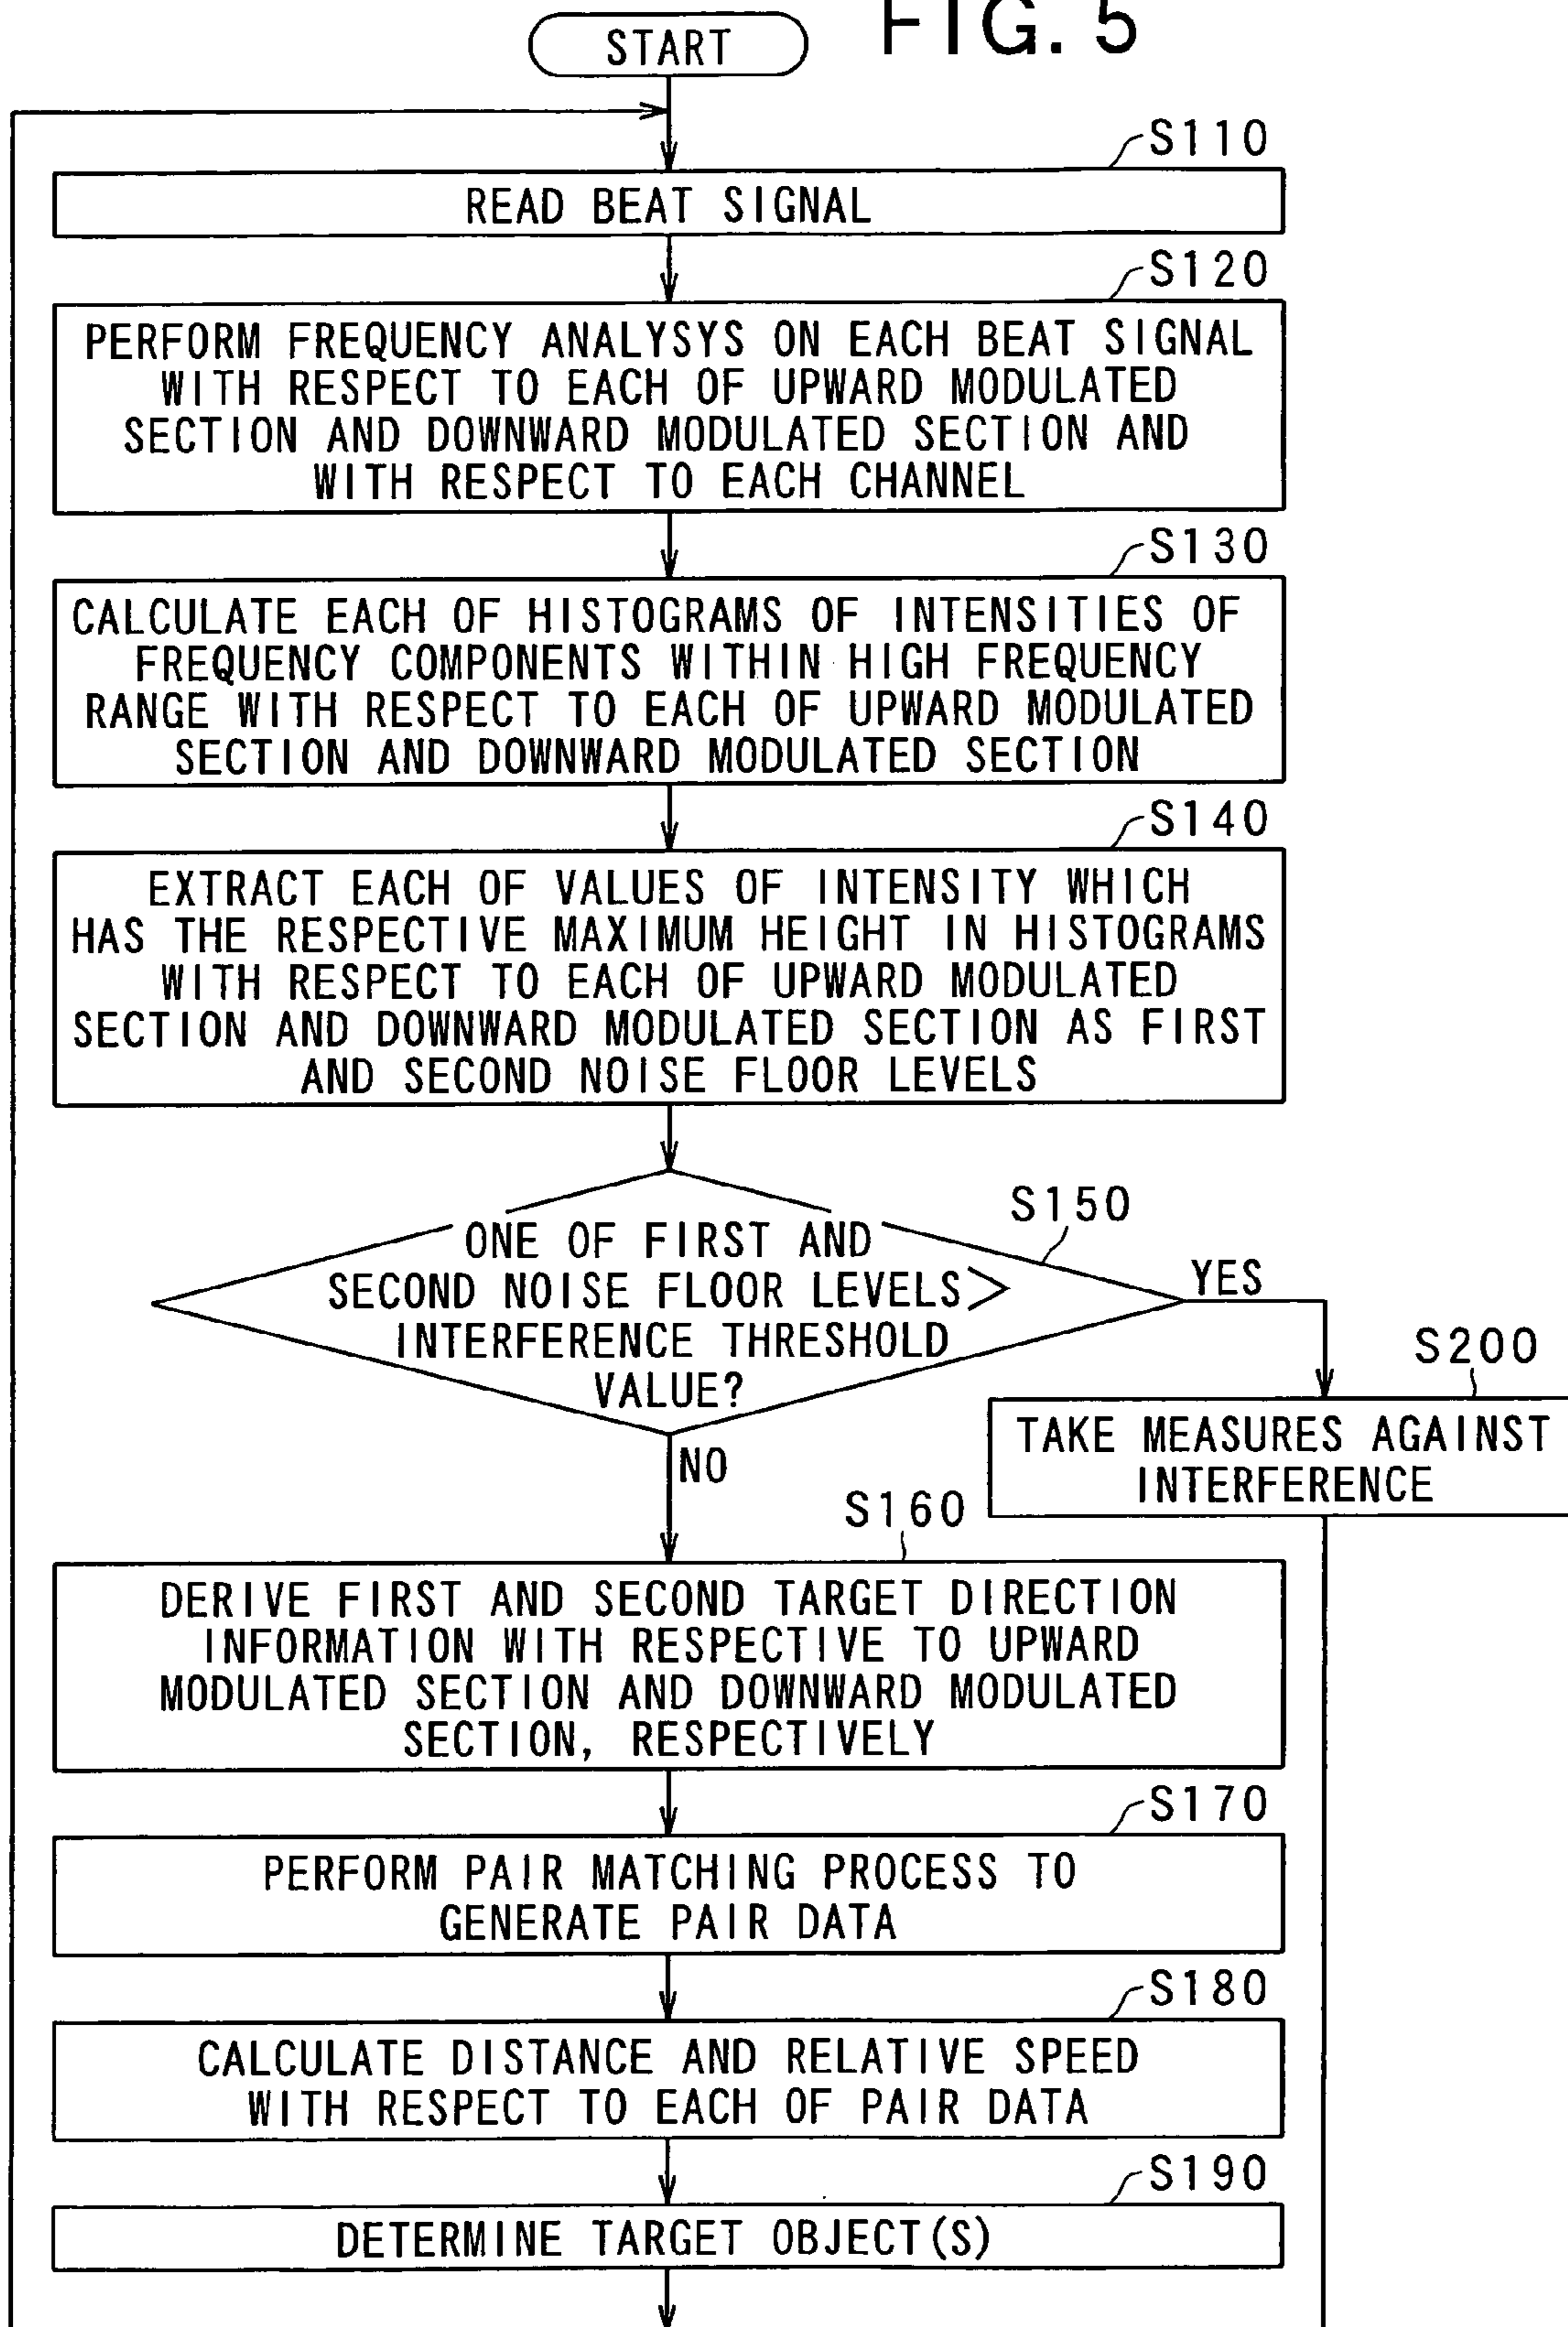 FIG. 5
START
S110
READ BEAT SIGNAL
S120
PERFORM FREQUENCY ANALYSYS ON EACH BEAT SIGNAL
WITH RESPECT TO EACH OF UPWARD MODULATED
SECTION AND DOWNWARD MODULATED SECTION AND
WITH RESPECT TO EACH CHANNEL
S130
CALCULATE EACH OF HISTOGRAMS OF INTENSITIES OF
FREQUENCY COMPONENTS WITHIN HIGH FREQUENCY
RANGE WITH RESPECT TO EACH OF UPWARD MODULATED
SECTION AND DOWNWARD MODULATED SECTION
S140
EXTRACT EACH OF VALUES OF INTENSITY WHICH
HAS THE RESPECTIVE MAXIMUM HEIGHT IN HISTOGRAMS
WITH RESPECT TO EACH OF UPWARD MODULATED
SECTION AND DOWNWARD MODULATED SECTION AS FIRST
AND SECOND NOISE FLOOR LEVELS
S150
ONE OF FIRST AND
SECOND NOISE FLOOR LEVELS>
INTERFERENCE THRESHOLD
VALUE?
YES
S200
TAKE MEASURES AGAINST
INTERFERENCE
NO
S160
DERIVE FIRST AND SECOND TARGET DIRECTION
INFORMATION WITH RESPECTIVE TO UPWARD
MODULATED SECTION AND DOWNWARD MODULATED
SECTION, RESPECTIVELY
S170
PERFORM PAIR MATCHING PROCESS TO
GENERATE PAIR DATA
S180
CALCULATE DISTANCE AND RELATIVE SPEED
WITH RESPECT TO EACH OF PAIR DATA
S190
DETERMINE TARGET OBJECT(S)